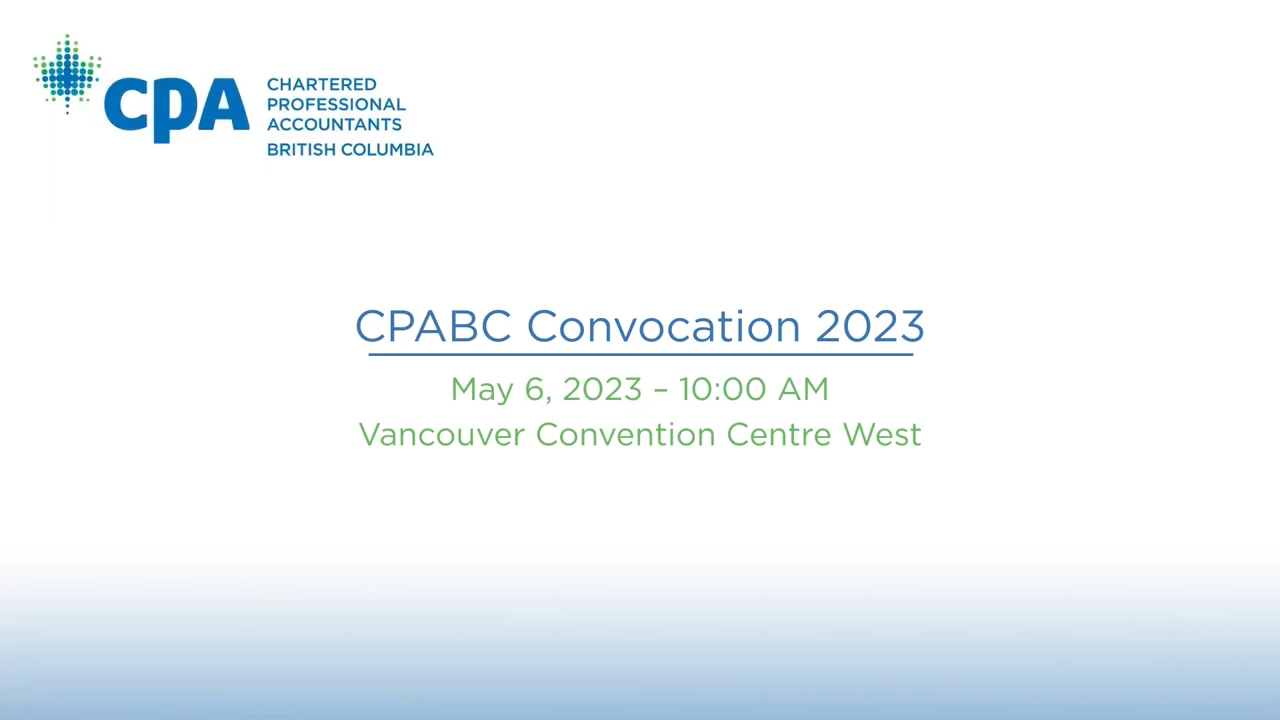 CPA
CHARTERED
PROFESSIONAL
ACCOUNTANTS
BRITISH COLUMBIA
CPABC Convocation 2023
May 6, 2023 – 10:00 AM
Vancouver Convention Centre West